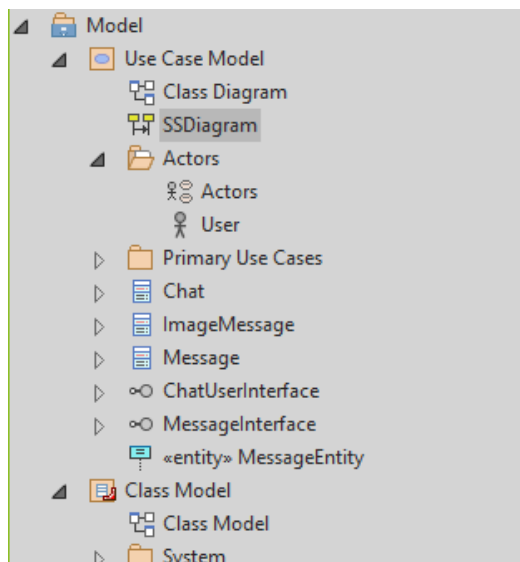 Model
Use Case Model
Class Diagram
SSDiagram
Actors
Actors
User
Primary Use Cases
Chat
ImageMessage
Message
ChatUserInterface
MessageInterface
«entity» MessageEntity
Class Model
Class Model
System